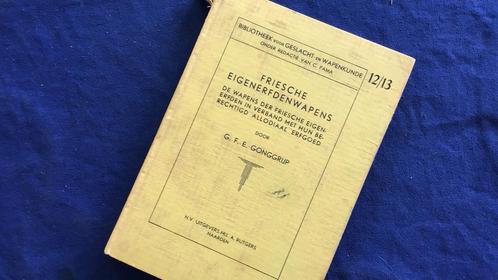 BIBLIOTHEEK VOOR GESLACHT- EN WAPENKUNDE
ONDER REDACTIE VAN C. PAMA
12/13
FRIESCHE
EIGENERFDENWAPENS
DE WAPENS DER FRIESCHE EIGEN-
ERFDEN IN VERBAND MET HUN BE-
RECHTIGD ALLODIAAL ERFGOED
DOOR
G. F. E. GONGGRIJP
N.V. UITGEVERS-MIJ. A. RUTGERS
NAARDEN